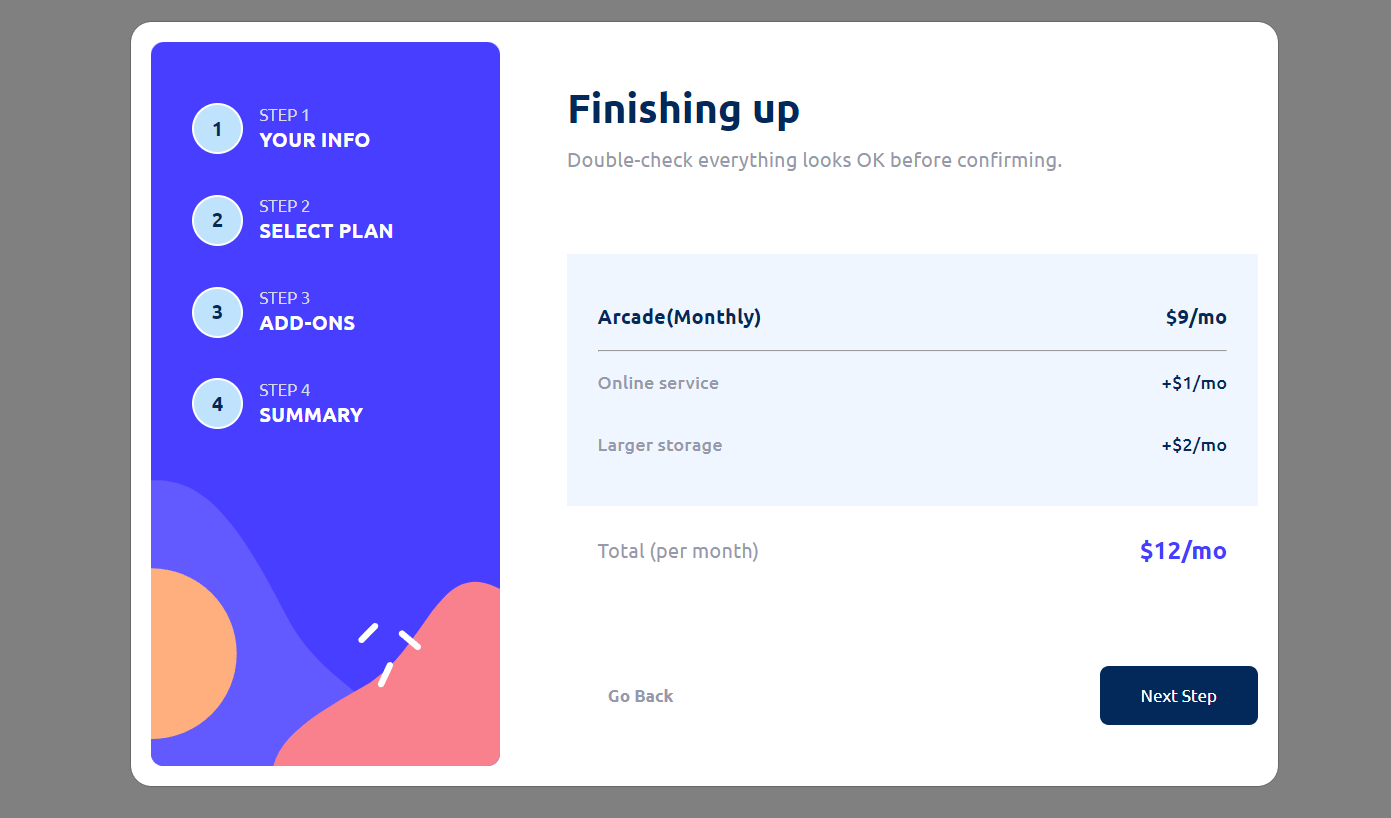 1
STEP 1
YOUR INFO
2
STEP 2
SELECT PLAN
3
STEP 3
ADD-ONS
4
STEP 4
SUMMARY
Finishing up
Double-check everything looks OK before confirming.
Arcade(Monthly) $9/mo
Online service +$1/mo
Larger storage +$2/mo
Total (per month) $12/mo
Go Back Next Step